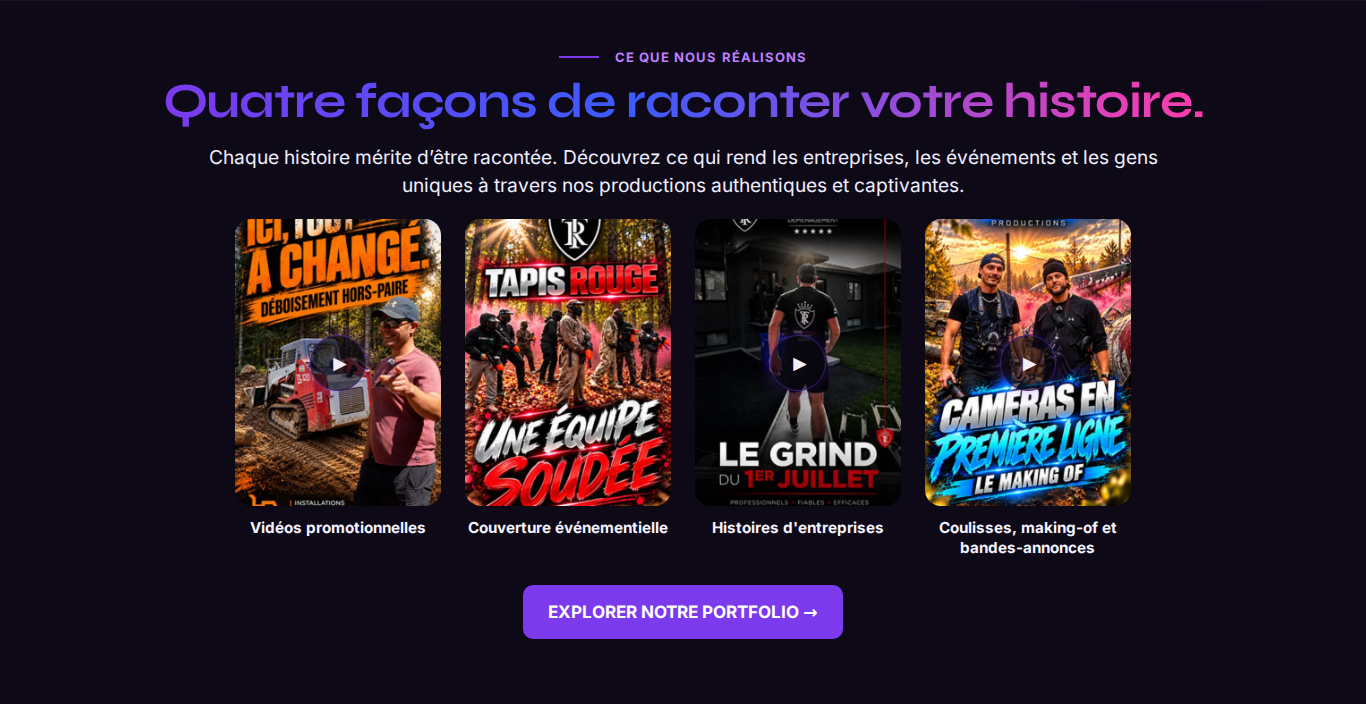 CE QUE NOUS RÉALISONS
Quatre façons de raconter votre histoire.
Chaque histoire mérite d’être racontée. Découvrez ce qui rend les entreprises, les événements et les gens
uniques à travers nos productions authentiques et captivantes.
ICI, TOUT
A CHANGÉ.
DÉBOISEMENT HORS-PAIRE
INSTALLATIONS
TR
TAPIS ROUGE
UNE ÉQUIPE
SOUDÉE
DÉMÉNAGEMENT
LE GRIND
DU 1ER JUILLET
PROFESSIONNELS • FIABLES • EFFICACES
PRODUCTIONS
CAMÉRAS EN
PREMIÈRE LIGNE
LE MAKING OF
Vidéos promotionnelles
Couverture événementielle
Histoires d'entreprises
Coulisses, making-of et
bandes-annonces
EXPLORER NOTRE PORTFOLIO →